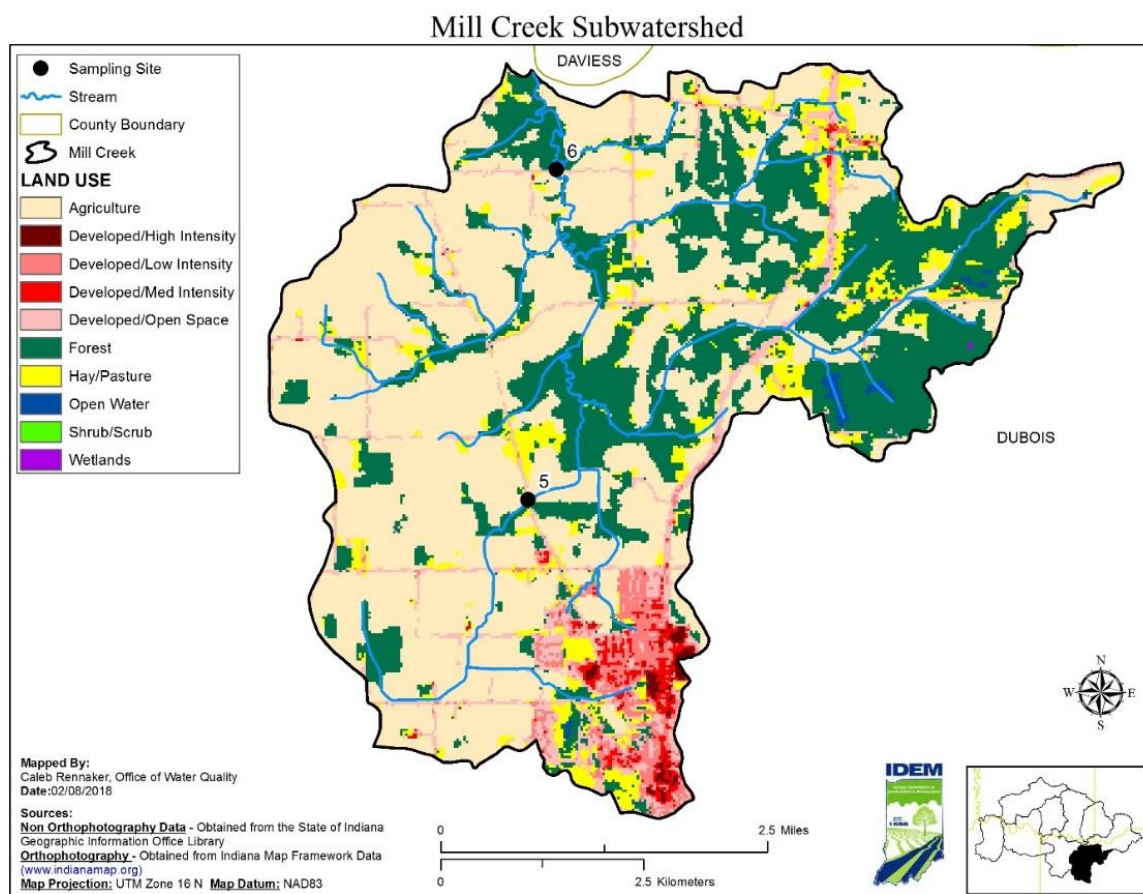 Mill Creek Subwatershed
DAVIESS
Sampling Site
Stream
County Boundary
Mill Creek
LAND USE
Agriculture
Developed/High Intensity
Developed/Low Intensity
Developed/Med Intensity
Developed/Open Space
Forest
Hay/Pasture
Open Water
Shrub/Scrub
Wetlands
6
5
DUBOIS
N
W E
S
Mapped By:
Caleb Rennaker, Office of Water Quality
Date:02/08/2018
Sources:
Non Orthophotography Data - Obtained from the State of Indiana
Geographic Information Office Library
Orthophotography - Obtained from Indiana Map Framework Data
(www.indianamap.org)
Map Projection: UTM Zone 16 N Map Datum: NAD83
0 2.5 Miles
0 2.5 Kilometers
IDEM